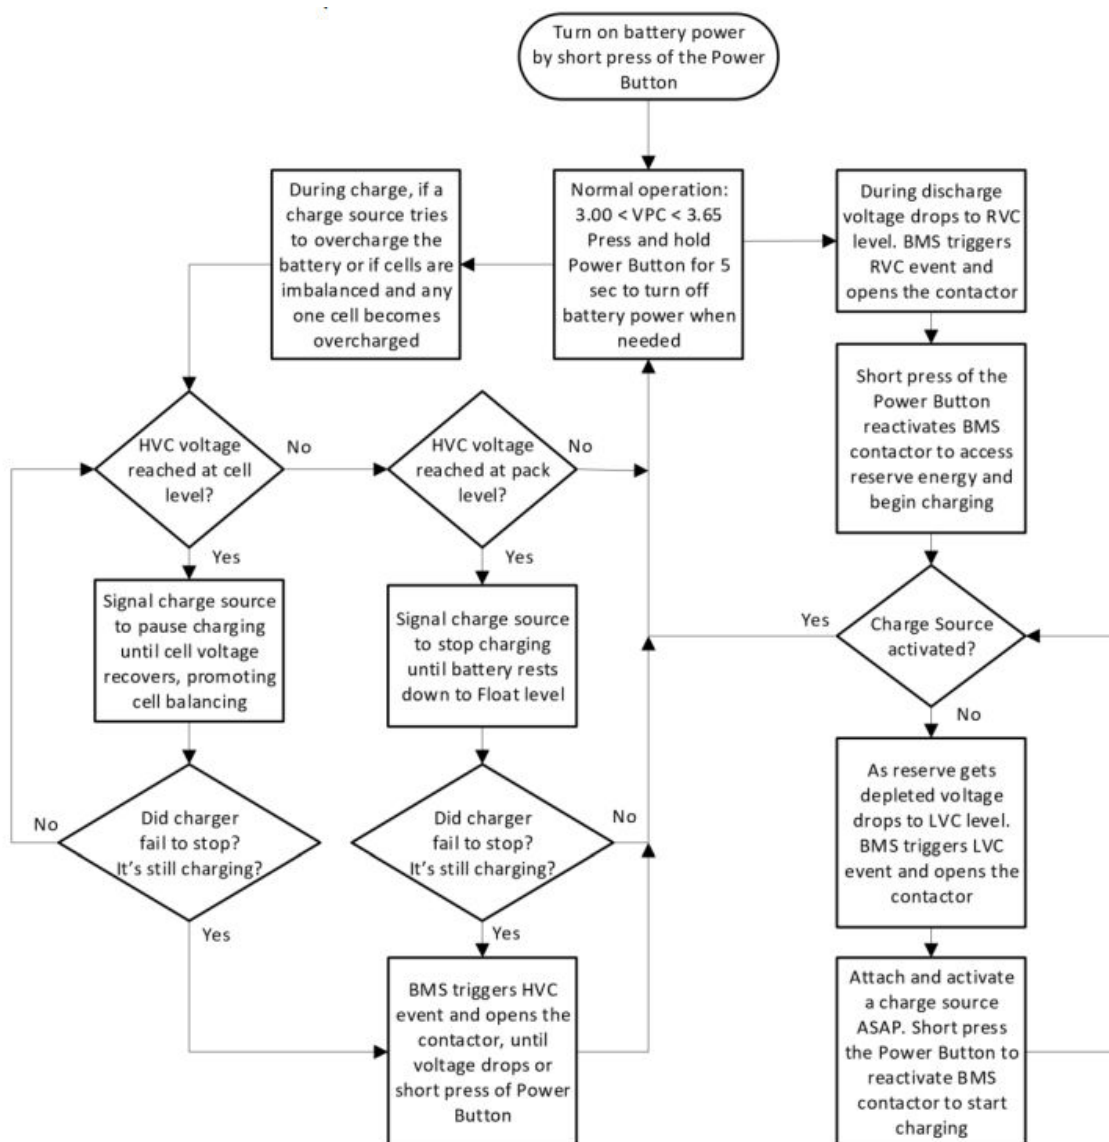 Turn on battery power
by short press of the Power
Button
During charge, if a
charge source tries
to overcharge the
battery or if cells are
imbalanced and any
one cell becomes
overcharged
Normal operation:
3.00 < VPC < 3.65
Press and hold
Power Button for 5
sec to turn off
battery power when
needed
During discharge
voltage drops to RVC
level. BMS triggers
RVC event and
opens the contactor
Short press of the
Power Button
reactivates BMS
contactor to access
reserve energy and
begin charging
HVC voltage
reached at cell
level?
No
HVC voltage
reached at pack
level?
No
Yes
Yes
Signal charge source
to pause charging
until cell voltage
recovers, promoting
cell balancing
Signal charge source
to stop charging
until battery rests
down to Float level
Yes
Charge Source
activated?
No
Did charger
fail to stop?
It's still charging?
No
Did charger
fail to stop?
It's still charging?
No
As reserve gets
depleted voltage
drops to LVC level.
BMS triggers LVC
event and opens the
contactor
Yes
Yes
BMS triggers HVC
event and opens the
contactor, until
voltage drops or
short press of Power
Button
Attach and activate
a charge source
ASAP. Short press
the Power Button to
reactivate BMS
contactor to start
charging